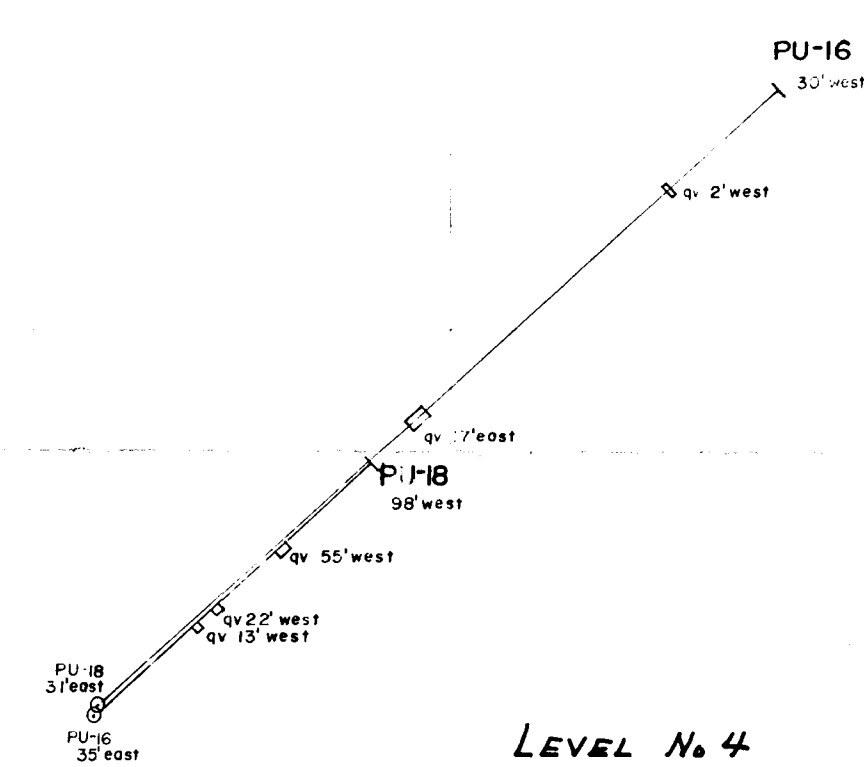 PU-16
30' west
qv 2' west
qv 17' east
PU-18
98' west
qv 55' west
qv 22' west
qv 13' west
PU-18
31' east
PU-16
35' east
LEVEL No 4